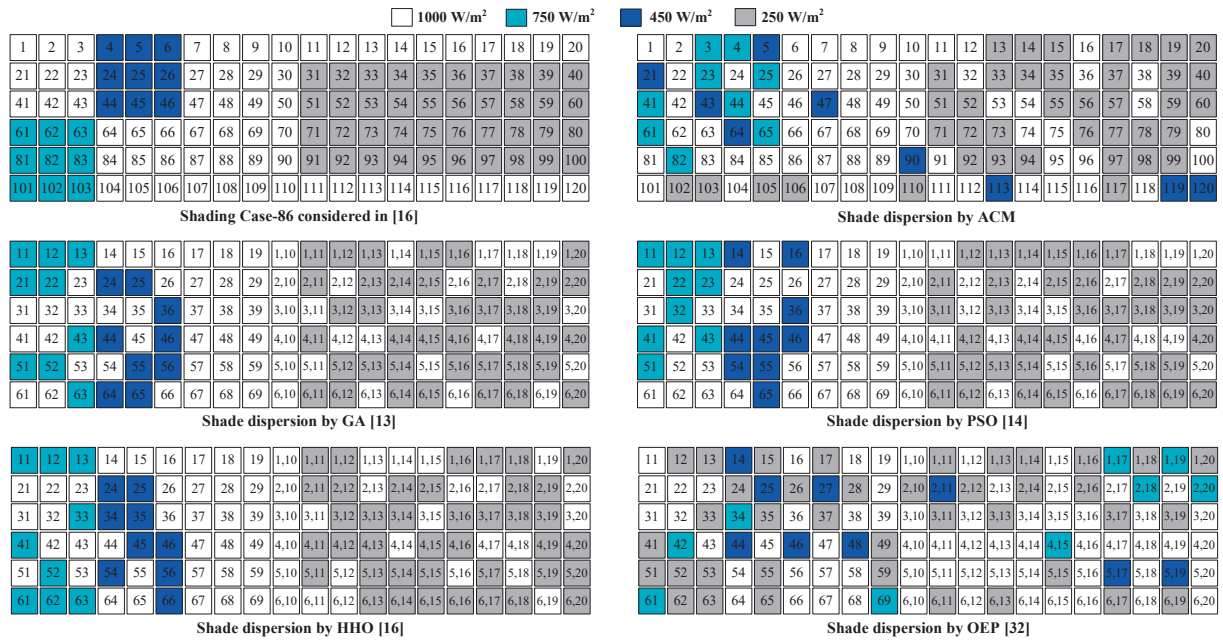 1000 W/m² 750 W/m² 450 W/m² 250 W/m²
1 2 3 4 5 6 7 8 9 10 11 12 13 14 15 16 17 18 19 20
21 22 23 24 25 26 27 28 29 30 31 32 33 34 35 36 37 38 39 40
41 42 43 44 45 46 47 48 49 50 51 52 53 54 55 56 57 58 59 60
61 62 63 64 65 66 67 68 69 70 71 72 73 74 75 76 77 78 79 80
81 82 83 84 85 86 87 88 89 90 91 92 93 94 95 96 97 98 99 100
101 102 103 104 105 106 107 108 109 110 111 112 113 114 115 116 117 118 119 120
Shading Case-86 considered in [16]
1 2 3 4 5 6 7 8 9 10 11 12 13 14 15 16 17 18 19 20
21 22 23 24 25 26 27 28 29 30 31 32 33 34 35 36 37 38 39 40
41 42 43 44 45 46 47 48 49 50 51 52 53 54 55 56 57 58 59 60
61 62 63 64 65 66 67 68 69 70 71 72 73 74 75 76 77 78 79 80
81 82 83 84 85 86 87 88 89 90 91 92 93 94 95 96 97 98 99 100
101 102 103 104 105 106 107 108 109 110 111 112 113 114 115 116 117 118 119 120
Shade dispersion by ACM
11 12 13 14 15 16 17 18 19 1,10 1,11 1,12 1,13 1,14 1,15 1,16 1,17 1,18 1,19 1,20
21 22 23 24 25 26 27 28 29 2,10 2,11 2,12 2,13 2,14 2,15 2,16 2,17 2,18 2,19 2,20
31 32 33 34 35 36 37 38 39 3,10 3,11 3,12 3,13 3,14 3,15 3,16 3,17 3,18 3,19 3,20
41 42 43 44 45 46 47 48 49 4,10 4,11 4,12 4,13 4,14 4,15 4,16 4,17 4,18 4,19 4,20
51 52 53 54 55 56 57 58 59 5,10 5,11 5,12 5,13 5,14 5,15 5,16 5,17 5,18 5,19 5,20
61 62 63 64 65 66 67 68 69 6,10 6,11 6,12 6,13 6,14 6,15 6,16 6,17 6,18 6,19 6,20
Shade dispersion by GA [13]
11 12 13 14 15 16 17 18 19 1,10 1,11 1,12 1,13 1,14 1,15 1,16 1,17 1,18 1,19 1,20
21 22 23 24 25 26 27 28 29 2,10 2,11 2,12 2,13 2,14 2,15 2,16 2,17 2,18 2,19 2,20
31 32 33 34 35 36 37 38 39 3,10 3,11 3,12 3,13 3,14 3,15 3,16 3,17 3,18 3,19 3,20
41 42 43 44 45 46 47 48 49 4,10 4,11 4,12 4,13 4,14 4,15 4,16 4,17 4,18 4,19 4,20
51 52 53 54 55 56 57 58 59 5,10 5,11 5,12 5,13 5,14 5,15 5,16 5,17 5,18 5,19 5,20
61 62 63 64 65 66 67 68 69 6,10 6,11 6,12 6,13 6,14 6,15 6,16 6,17 6,18 6,19 6,20
Shade dispersion by PSO [14]
11 12 13 14 15 16 17 18 19 1,10 1,11 1,12 1,13 1,14 1,15 1,16 1,17 1,18 1,19 1,20
21 22 23 24 25 26 27 28 29 2,10 2,11 2,12 2,13 2,14 2,15 2,16 2,17 2,18 2,19 2,20
31 32 33 34 35 36 37 38 39 3,10 3,11 3,12 3,13 3,14 3,15 3,16 3,17 3,18 3,19 3,20
41 42 43 44 45 46 47 48 49 4,10 4,11 4,12 4,13 4,14 4,15 4,16 4,17 4,18 4,19 4,20
51 52 53 54 55 56 57 58 59 5,10 5,11 5,12 5,13 5,14 5,15 5,16 5,17 5,18 5,19 5,20
61 62 63 64 65 66 67 68 69 6,10 6,11 6,12 6,13 6,14 6,15 6,16 6,17 6,18 6,19 6,20
Shade dispersion by HHO [16]
11 12 13 14 15 16 17 18 19 1,10 1,11 1,12 1,13 1,14 1,15 1,16 1,17 1,18 1,19 1,20
21 22 23 24 25 26 27 28 29 2,10 2,11 2,12 2,13 2,14 2,15 2,16 2,17 2,18 2,19 2,20
31 32 33 34 35 36 37 38 39 3,10 3,11 3,12 3,13 3,14 3,15 3,16 3,17 3,18 3,19 3,20
41 42 43 44 45 46 47 48 49 4,10 4,11 4,12 4,13 4,14 4,15 4,16 4,17 4,18 4,19 4,20
51 52 53 54 55 56 57 58 59 5,10 5,11 5,12 5,13 5,14 5,15 5,16 5,17 5,18 5,19 5,20
61 62 63 64 65 66 67 68 69 6,10 6,11 6,12 6,13 6,14 6,15 6,16 6,17 6,18 6,19 6,20
Shade dispersion by OEP [32]